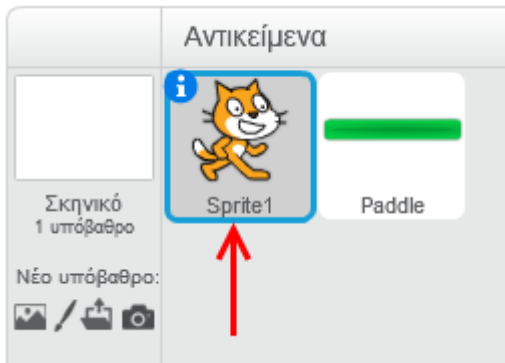 Αντικείμενα
Sprite1
Paddle
Σκηνικό
1 υπόβαθρο
Νέο υπόβαθρο: